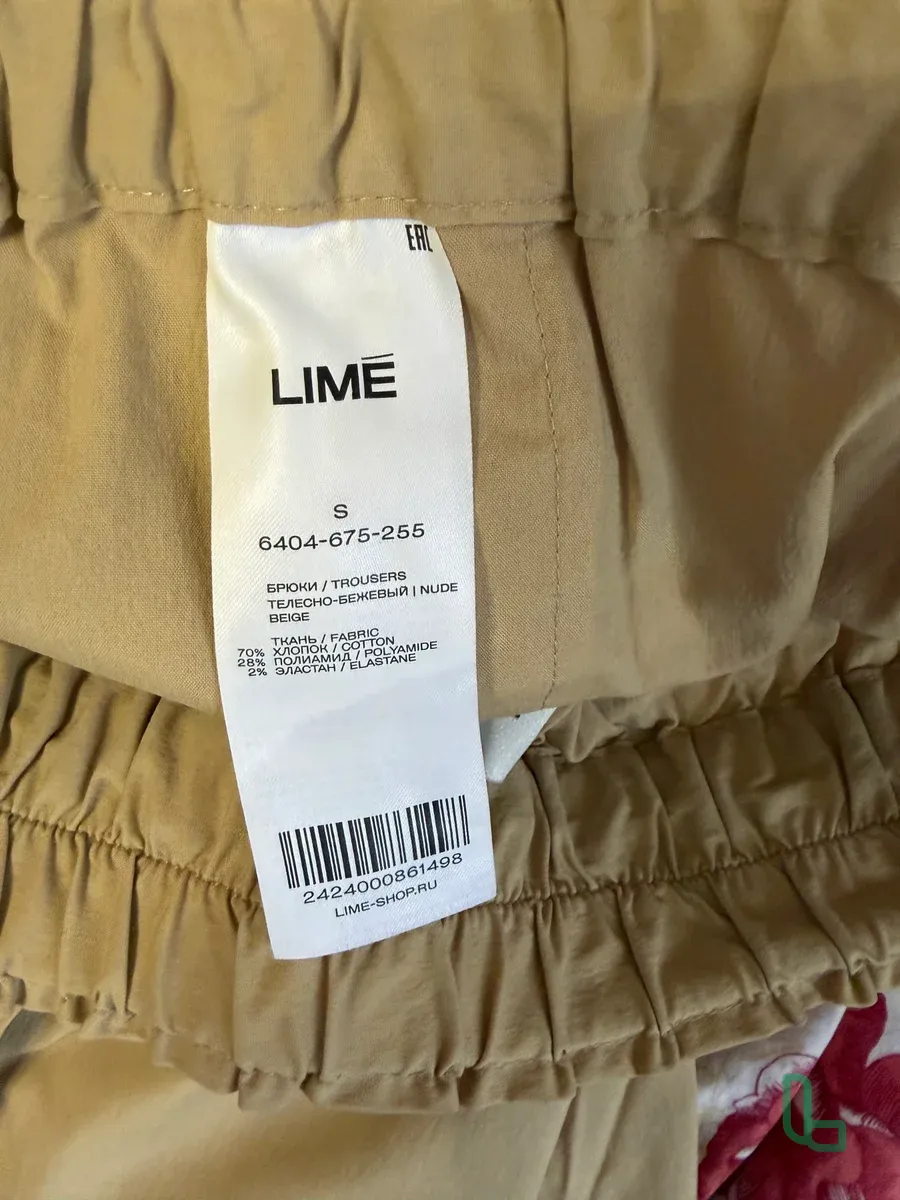 EAC
LIMÉ
S
6404-675-255
БРЮКИ / TROUSERS
ТЕЛЕСНО-БЕЖЕВЫЙ | NUDE
BEIGE
ТКАНЬ / FABRIC
70% ХЛОПОК / COTTON
28% ПОЛИАМИД / POLYAMIDE
2% ЭЛАСТАН / ELASTANE
2424000861498
LIME-SHOP.RU